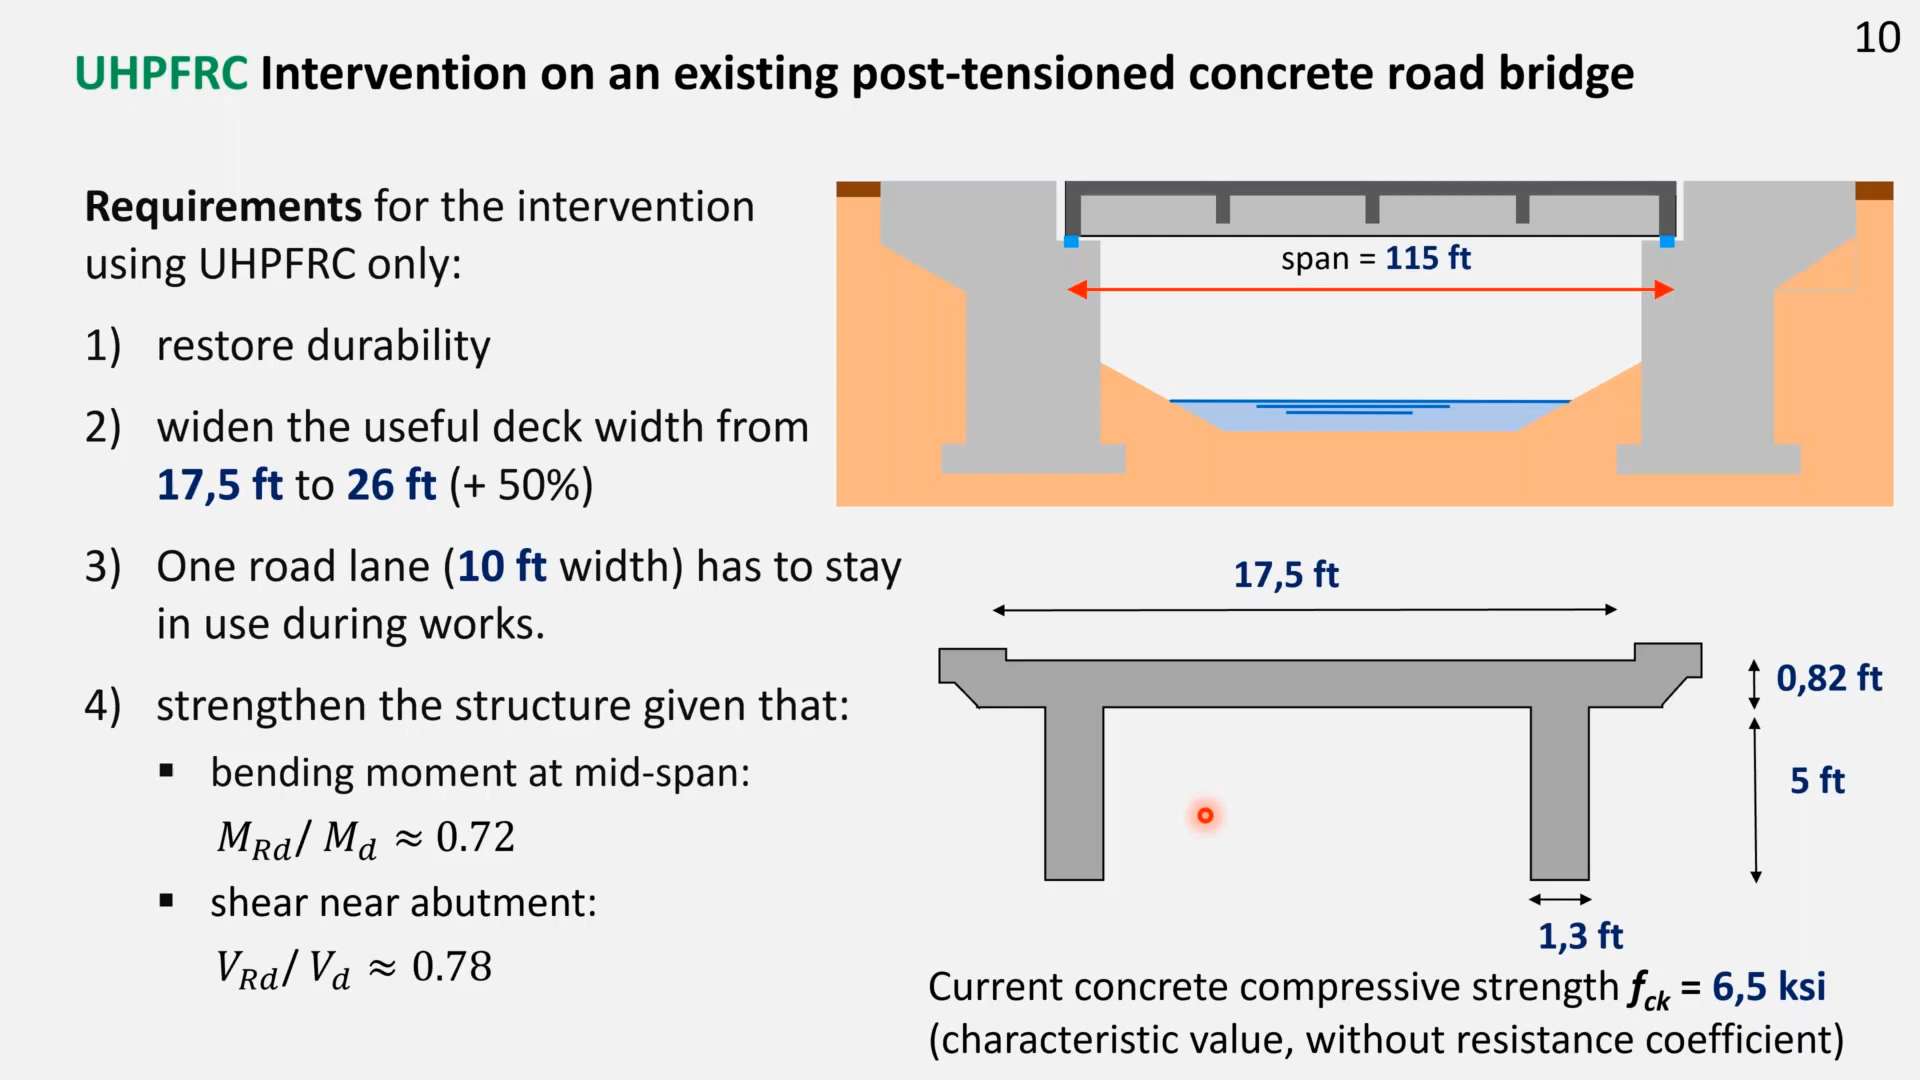 10
UHPFRC Intervention on an existing post-tensioned concrete road bridge
Requirements for the intervention
using UHPFRC only:
1) restore durability
2) widen the useful deck width from
17,5 ft to 26 ft (+ 50%)
3) One road lane (10 ft width) has to stay
in use during works.
4) strengthen the structure given that:
▪ bending moment at mid-span:
M_Rd / M_d ≈ 0.72
▪ shear near abutment:
V_Rd / V_d ≈ 0.78
span = 115 ft
17,5 ft
0,82 ft
5 ft
1,3 ft
Current concrete compressive strength f_ck = 6,5 ksi
(characteristic value, without resistance coefficient)